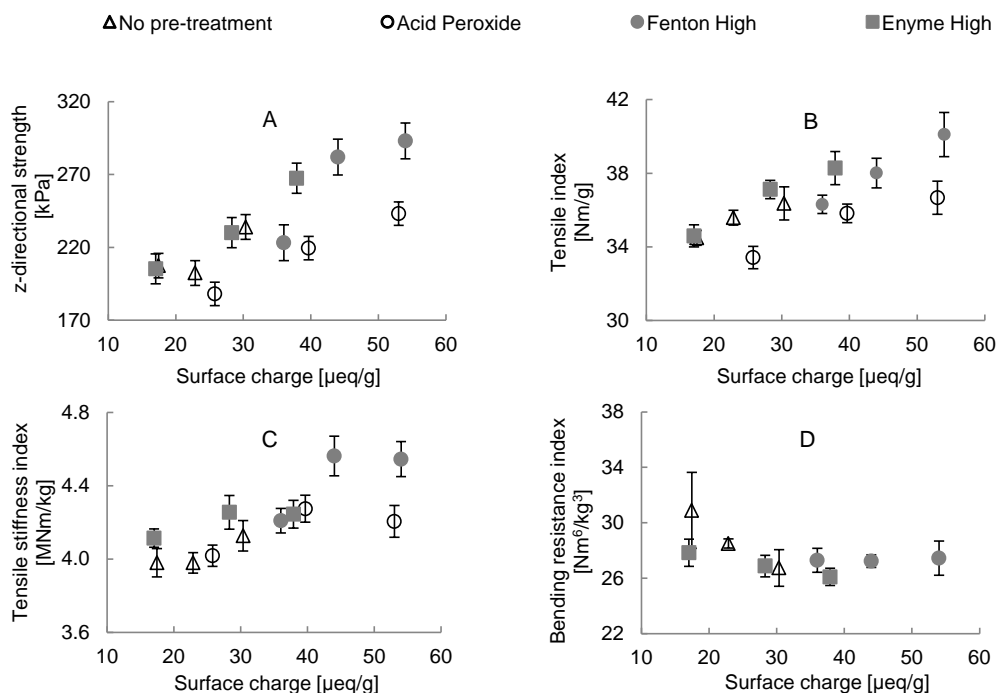 No pre-treatment Acid Peroxide Fenton High Enyme High
A
z-directional strength
[kPa]
320
270
220
170
10 20 30 40 50 60
Surface charge [µeq/g]
B
Tensile index
[Nm/g]
42
38
34
30
10 20 30 40 50 60
Surface charge [µeq/g]
C
Tensile stiffness index
[MNm/kg]
4.8
4.4
4.0
3.6
10 20 30 40 50 60
Surface charge [µeq/g]
D
Bending resistance index
[Nm⁶/kg³]
38
34
30
26
22
10 20 30 40 50 60
Surface charge [µeq/g]